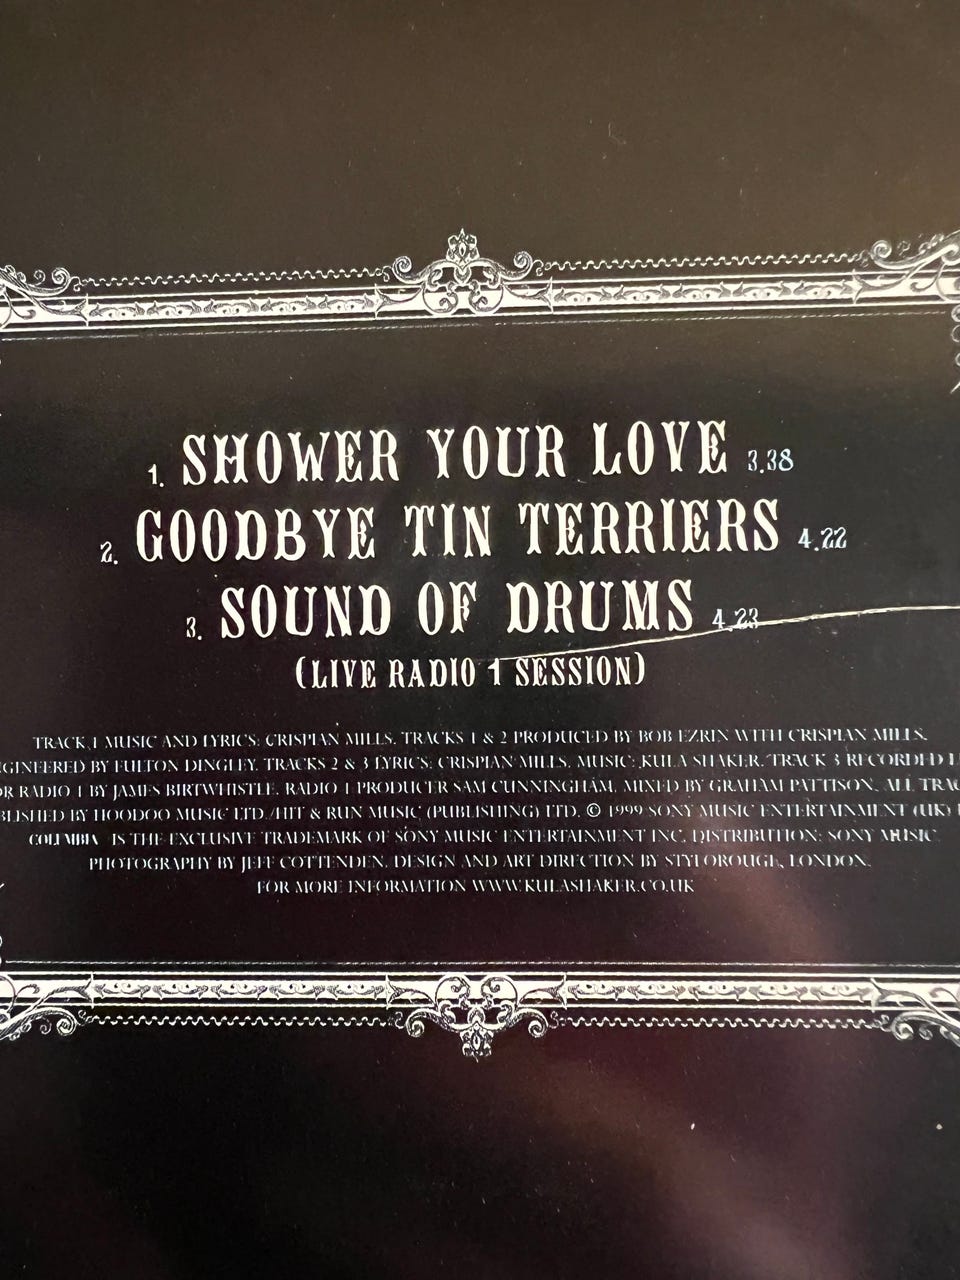 1. SHOWER YOUR LOVE 3.38
2. GOODBYE TIN TERRIERS 4.22
3. SOUND OF DRUMS 4.23
(LIVE RADIO 1 SESSION)
TRACK 1 MUSIC AND LYRICS: CRISPIAN MILLS. TRACKS 1 & 2 PRODUCED BY BOB EZRIN WITH CRISPIAN MILLS.
GINEERED BY FULTON DINGLEY. TRACKS 2 & 3 LYRICS: CRISPIAN MILLS. MUSIC: KULA SHAKER. TRACK 3 RECORDED
OR RADIO 1 BY JAMES BIRTWHISTLE. RADIO 1 PRODUCER SAM CUNNINGHAM. MIXED BY GRAHAM PATTISON. ALL TRAC
BLISHED BY HOODOO MUSIC LTD./HIT & RUN MUSIC (PUBLISHING) LTD. © 1999 SONY MUSIC ENTERTAINMENT (UK)
COLUMBIA IS THE EXCLUSIVE TRADEMARK OF SONY MUSIC ENTERTAINMENT INC. DISTRIBUTION: SONY MUSIC.
PHOTOGRAPHY BY JEFF COTTENDEN. DESIGN AND ART DIRECTION BY STYLOROUGE, LONDON.
FOR MORE INFORMATION WWW.KULASHAKER.CO.UK